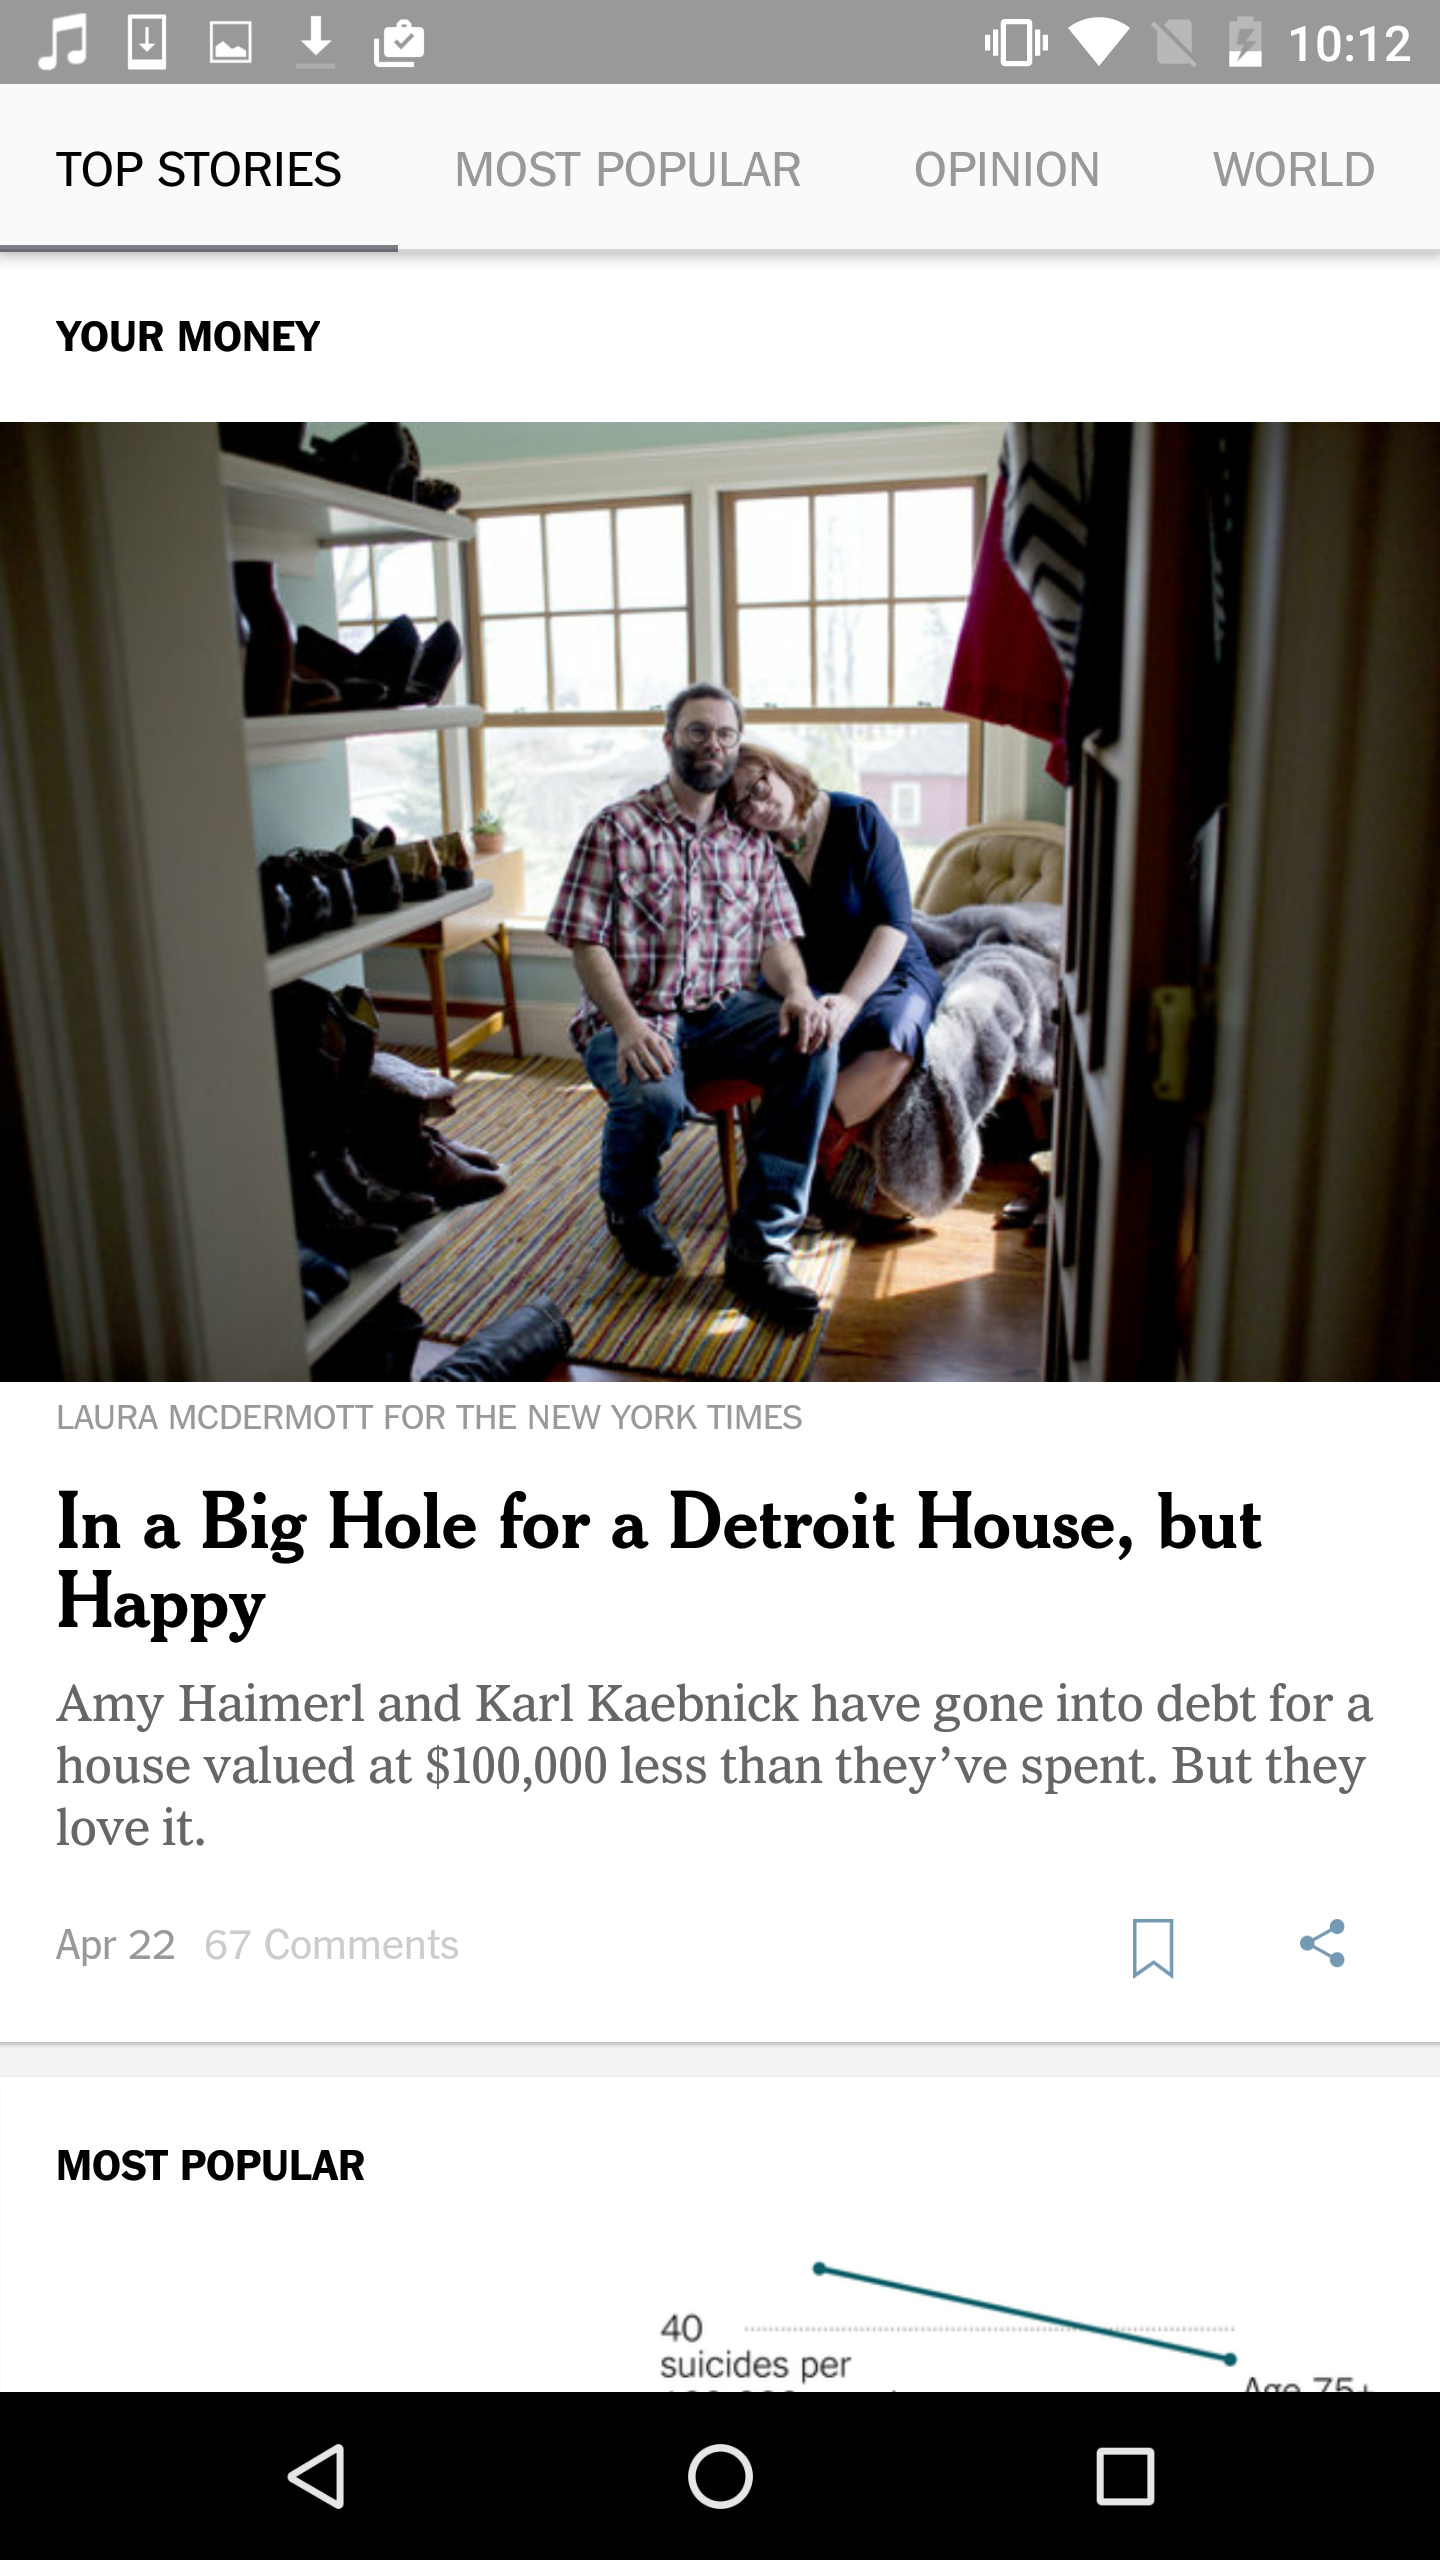 10:12
TOP STORIES
MOST POPULAR
OPINION
WORLD
YOUR MONEY
LAURA MCDERMOTT FOR THE NEW YORK TIMES
In a Big Hole for a Detroit House, but
Happy
Amy Haimerl and Karl Kaebnick have gone into debt for a
house valued at $100,000 less than they’ve spent. But they
love it.
Apr 22 67 Comments
MOST POPULAR
40
suicides per
Age 75+